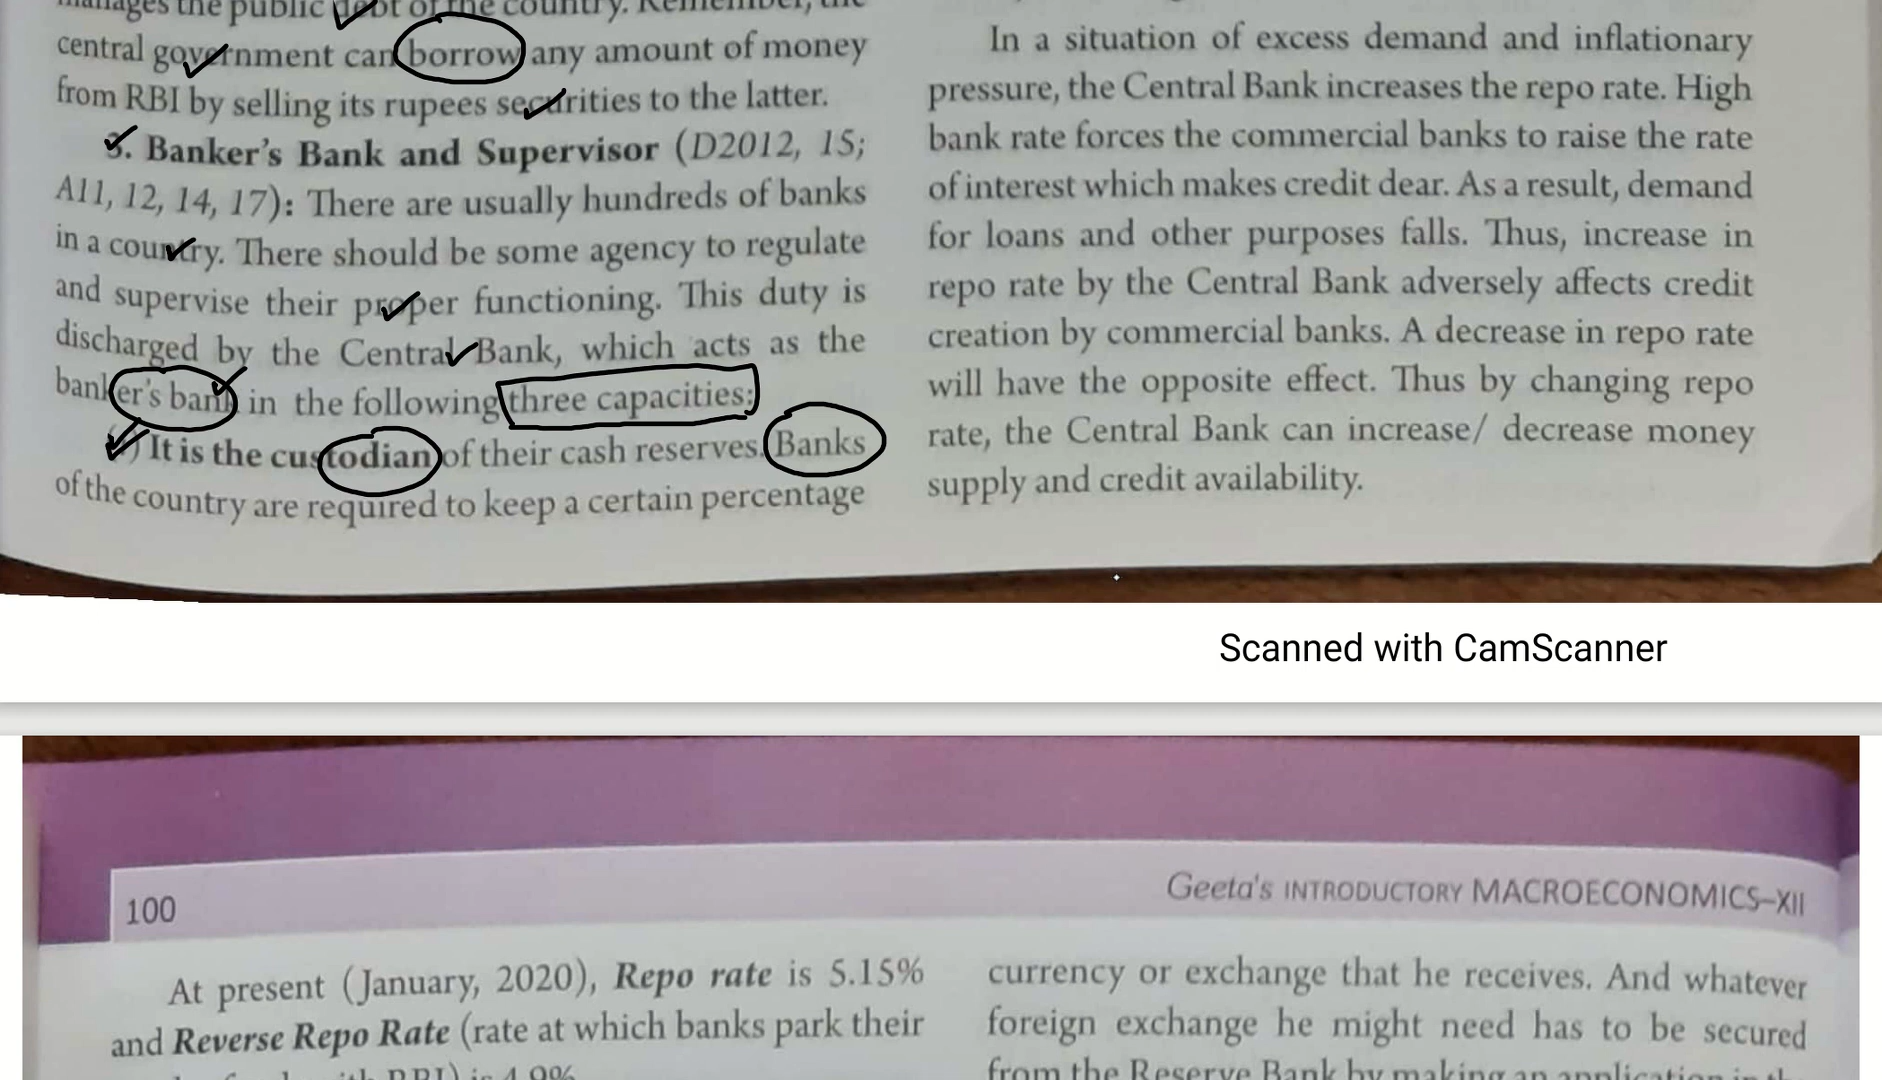 manages the public debt of the country. Remember, the
central government can borrow any amount of money
from RBI by selling its rupees securities to the latter.
3. Banker's Bank and Supervisor (D2012, 15;
A11, 12, 14, 17): There are usually hundreds of banks
in a country. There should be some agency to regulate
and supervise their proper functioning. This duty is
discharged by the Central Bank, which acts as the
banker's bank in the following three capacities:
It is the custodian of their cash reserves. Banks
of the country are required to keep a certain percentage
In a situation of excess demand and inflationary
pressure, the Central Bank increases the repo rate. High
bank rate forces the commercial banks to raise the rate
of interest which makes credit dear. As a result, demand
for loans and other purposes falls. Thus, increase in
repo rate by the Central Bank adversely affects credit
creation by commercial banks. A decrease in repo rate
will have the opposite effect. Thus by changing repo
rate, the Central Bank can increase/ decrease money
supply and credit availability.
Scanned with CamScanner
100
Geeta's INTRODUCTORY MACROECONOMICS–XII
At present (January, 2020), Repo rate is 5.15%
and Reverse Repo Rate (rate at which banks park their
RBI) is 4.9%
currency or exchange that he receives. And whatever
foreign exchange he might need has to be secured
from the Reserve Bank by making an application in